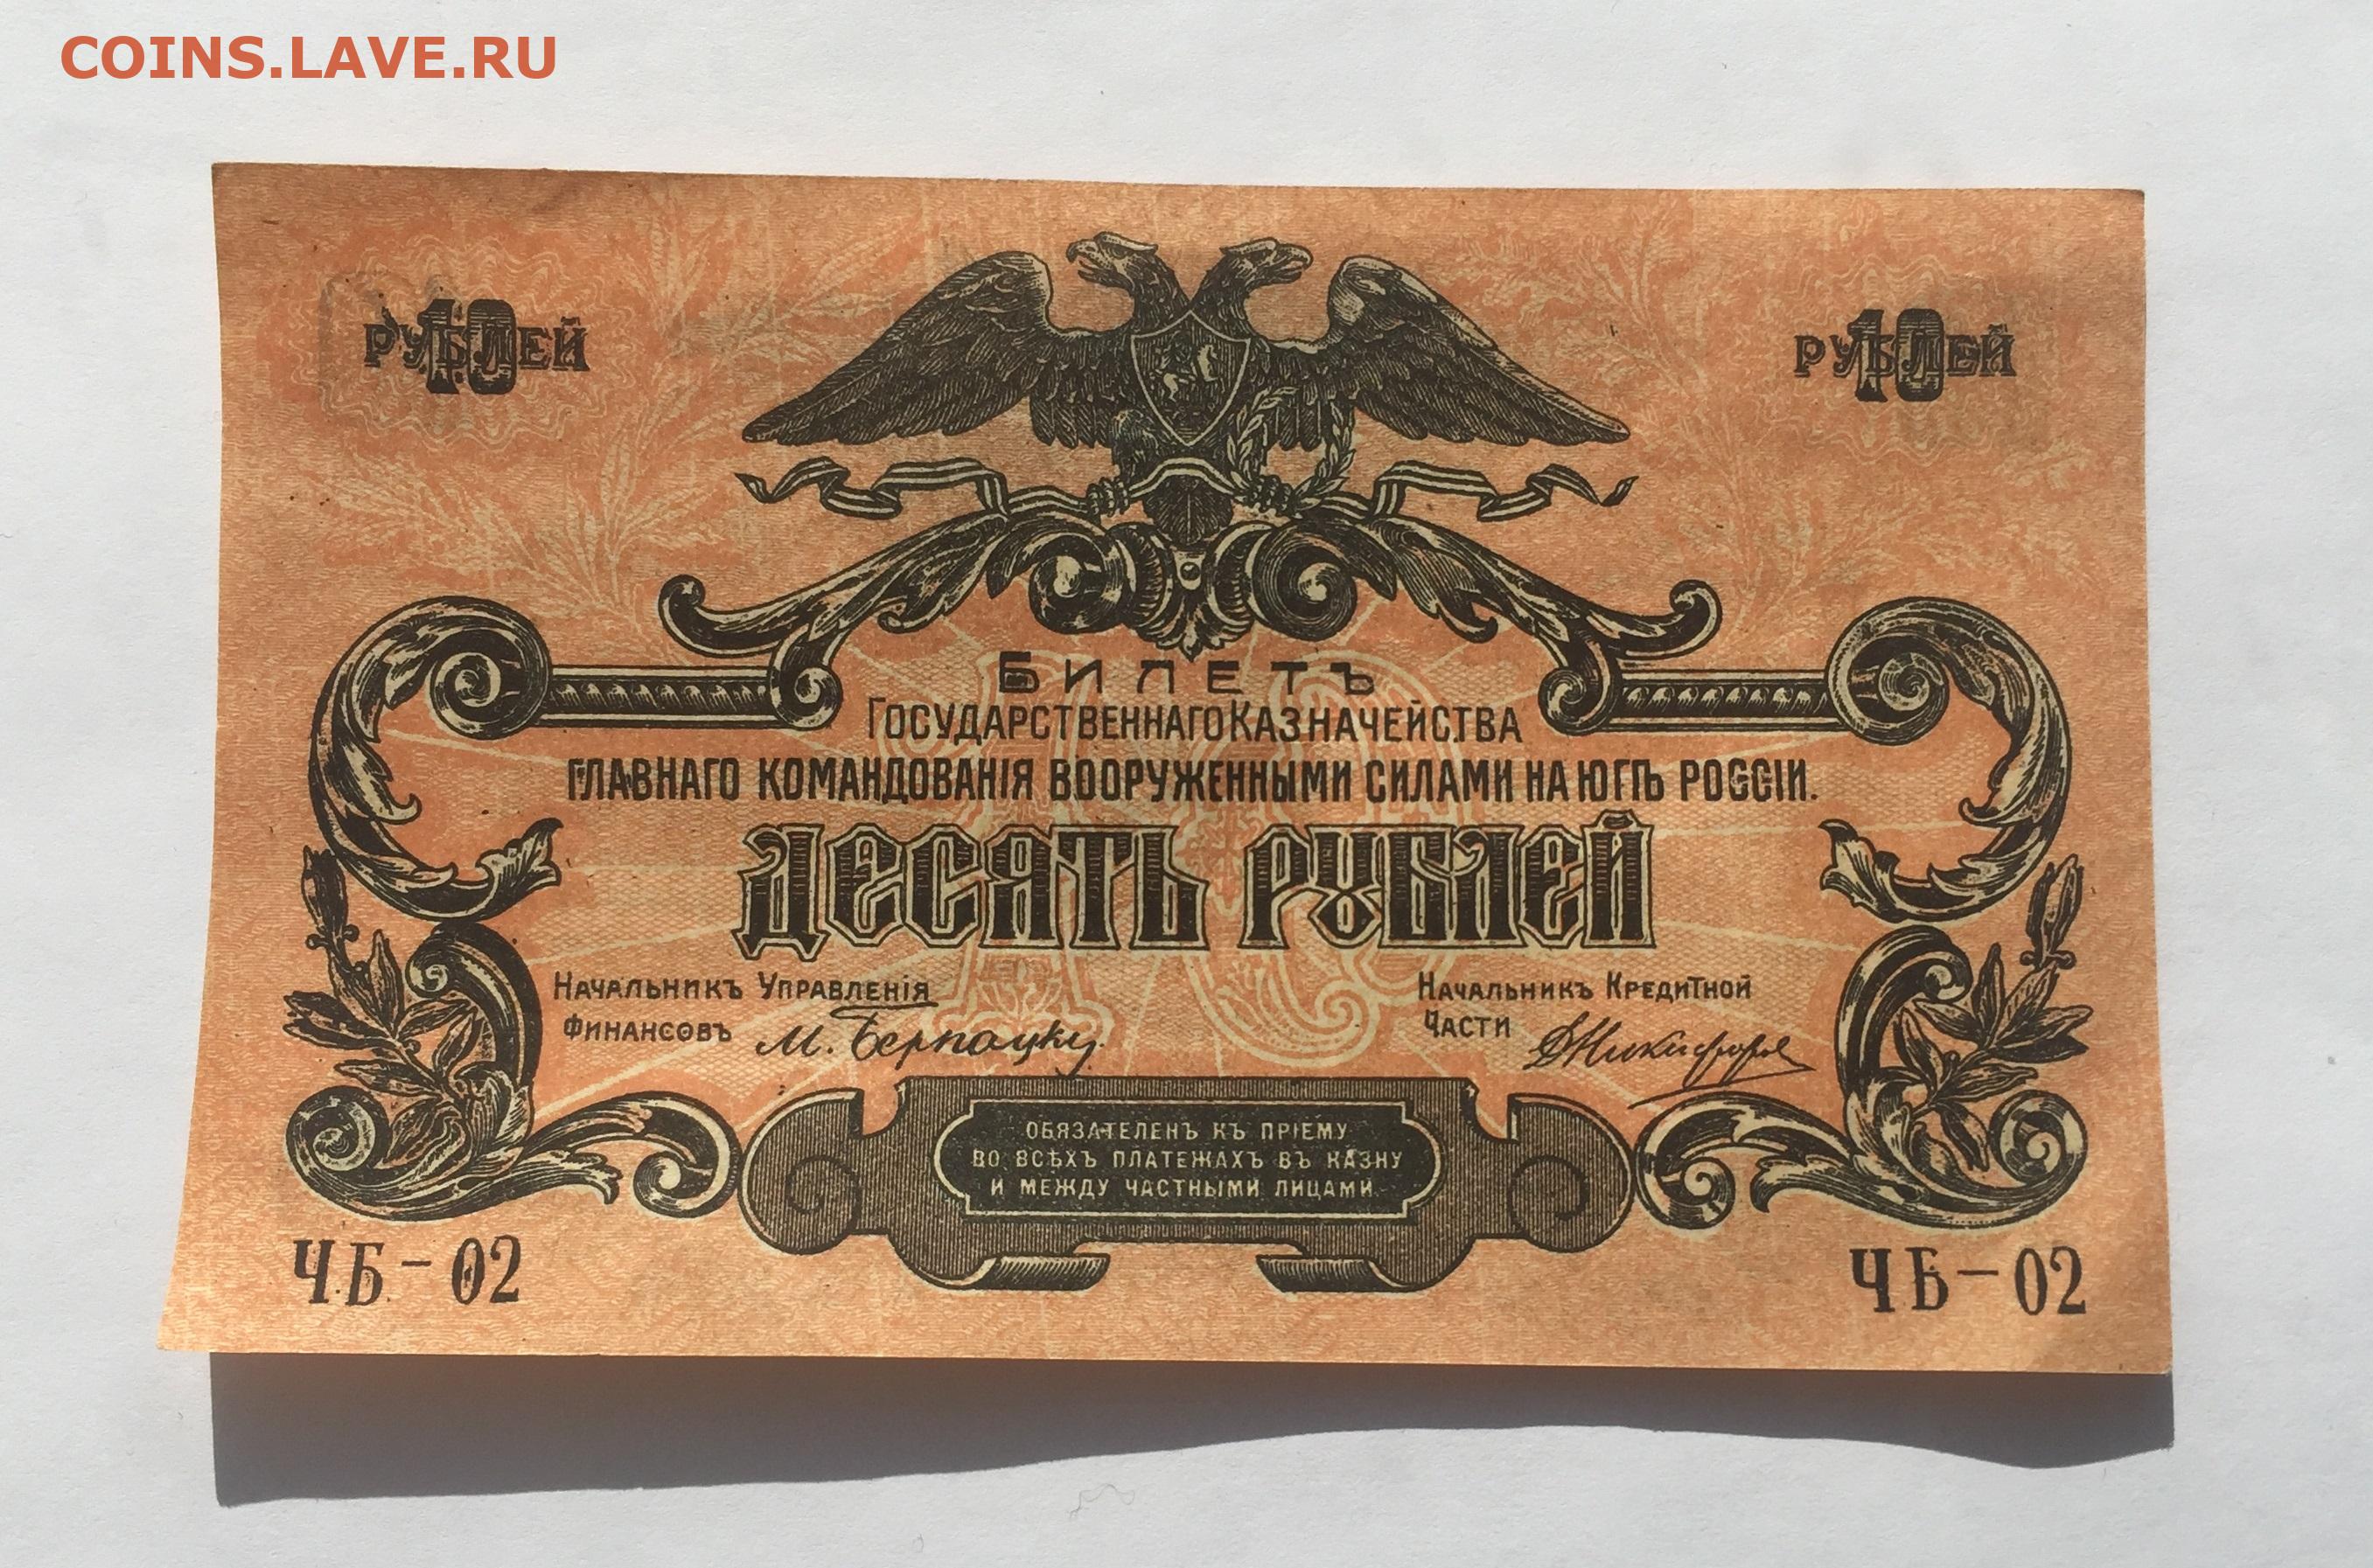 COINS.LAVE.RU
10 РУБЛЕЙ
10 РУБЛЕЙ
БИЛЕТЪ
ГОСУДАРСТВЕННАГО КАЗНАЧЕЙСТВА
ГЛАВНАГО КОМАНДОВАНІЯ ВООРУЖЕННЫМИ СИЛАМИ НА ЮГѢ РОССІИ.
ДЕСЯТЬ РУБЛЕЙ
НАЧАЛЬНИКЪ УПРАВЛЕНІЯ
ФИНАНСОВЪ М. Бернацкій
НАЧАЛЬНИКЪ КРЕДИТНОЙ
ЧАСТИ
ОБЯЗАТЕЛЕНЪ КЪ ПРІЕМУ
ВО ВСѢХЪ ПЛАТЕЖАХЪ ВЪ КАЗНУ
И МЕЖДУ ЧАСТНЫМИ ЛИЦАМИ.
ЧБ-02
ЧБ-02